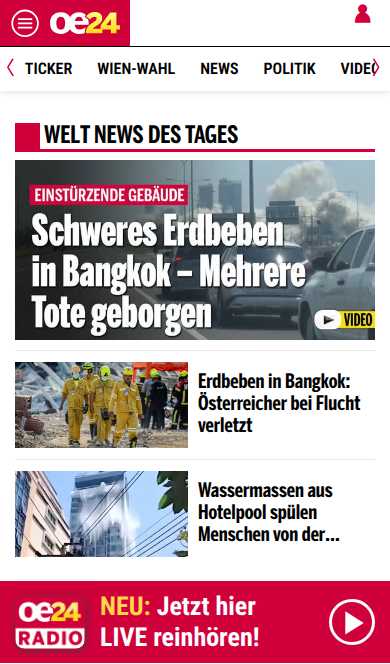 oe24
TICKER WIEN-WAHL NEWS POLITIK VIDEO
WELT NEWS DES TAGES
EINSTÜRZENDE GEBÄUDE
Schweres Erdbeben
in Bangkok – Mehrere
Tote geborgen
VIDEO
Erdbeben in Bangkok:
Österreicher bei Flucht
verletzt
Wassermassen aus
Hotelpool spülen
Menschen von der...
oe24
RADIO
NEU: Jetzt hier
LIVE reinhören!